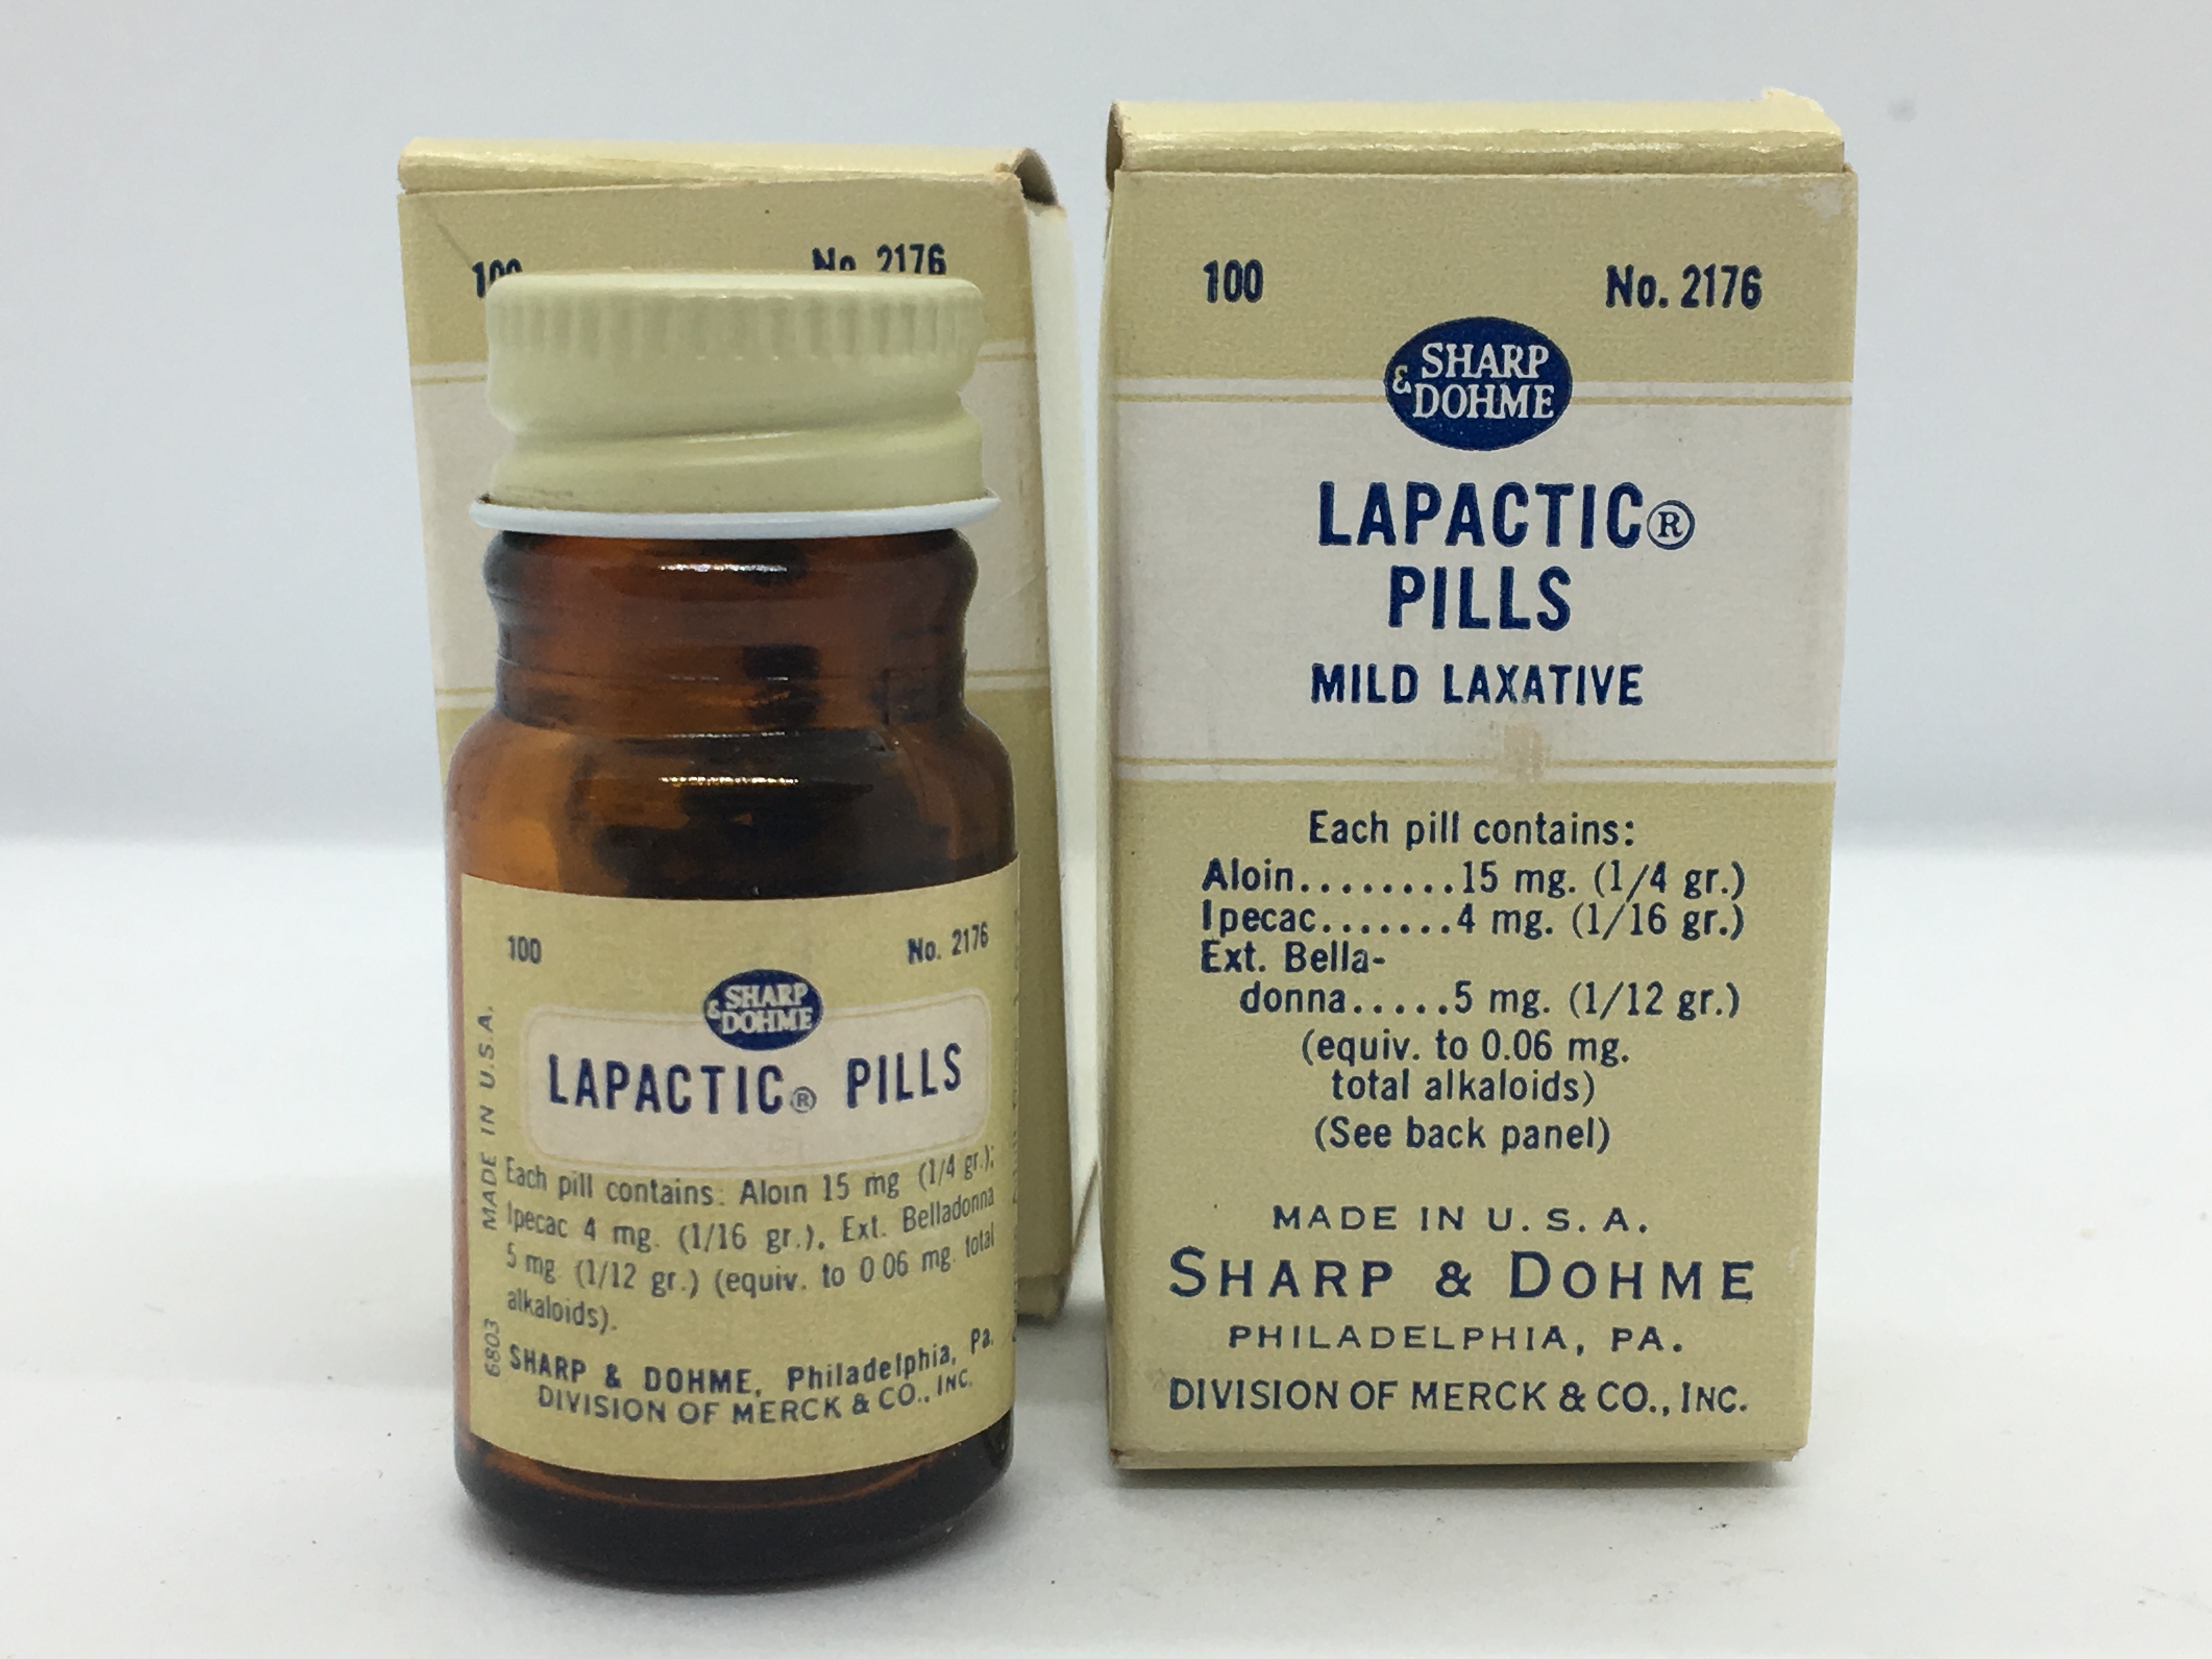 100 No. 2176
100 No. 2176
SHARP
& DOHME
LAPACTIC® PILLS
Each pill contains: Aloin 15 mg (1/4 gr.);
Ipecac 4 mg. (1/16 gr.), Ext. Belladonna
5 mg. (1/12 gr.) (equiv. to 0.06 mg. total
alkaloids).
SHARP & DOHME, Philadelphia, Pa.
DIVISION OF MERCK & CO., INC.
MADE IN U.S.A.
6803
100 No. 2176
SHARP
& DOHME
LAPACTIC®
PILLS
MILD LAXATIVE
Each pill contains:
Aloin........15 mg. (1/4 gr.)
Ipecac.......4 mg. (1/16 gr.)
Ext. Bella-
donna.....5 mg. (1/12 gr.)
(equiv. to 0.06 mg.
total alkaloids)
(See back panel)
MADE IN U. S. A.
SHARP & DOHME
PHILADELPHIA, PA.
DIVISION OF MERCK & CO., INC.